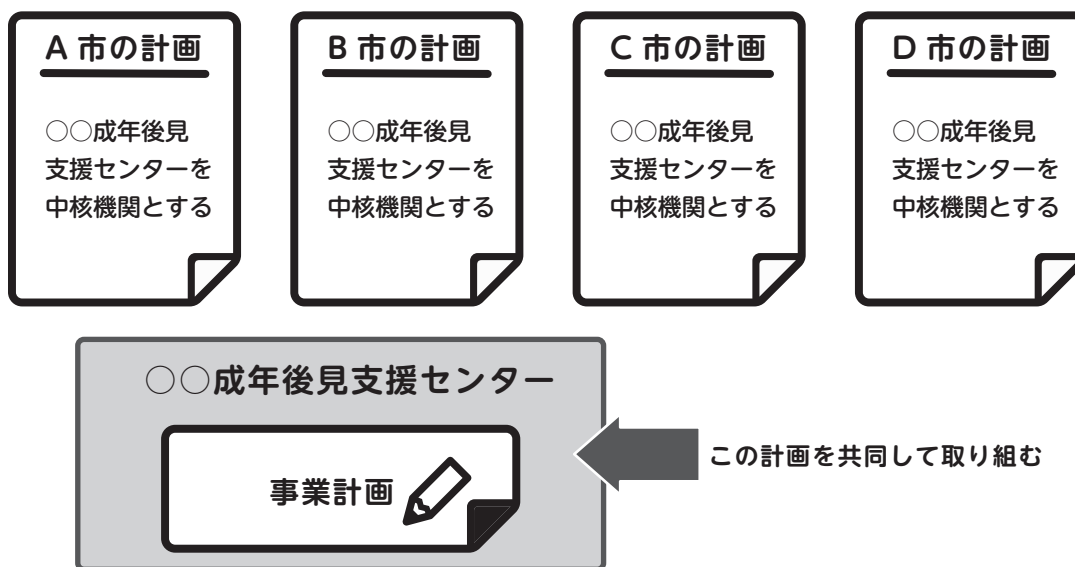 A 市の計画
○○成年後見
支援センターを
中核機関とする
B 市の計画
○○成年後見
支援センターを
中核機関とする
C 市の計画
○○成年後見
支援センターを
中核機関とする
D 市の計画
○○成年後見
支援センターを
中核機関とする
○○成年後見支援センター
事業計画
この計画を共同して取り組む